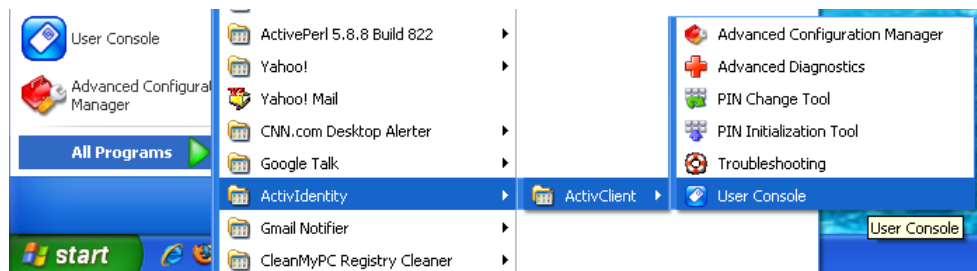 User Console
Advanced Configurat
Manager
All Programs
start
ActivePerl 5.8.8 Build 822
Yahoo!
Yahoo! Mail
CNN.com Desktop Alerter
Google Talk
ActivIdentity
Gmail Notifier
CleanMyPC Registry Cleaner
ActivClient
Advanced Configuration Manager
Advanced Diagnostics
PIN Change Tool
PIN Initialization Tool
Troubleshooting
User Console
User Console